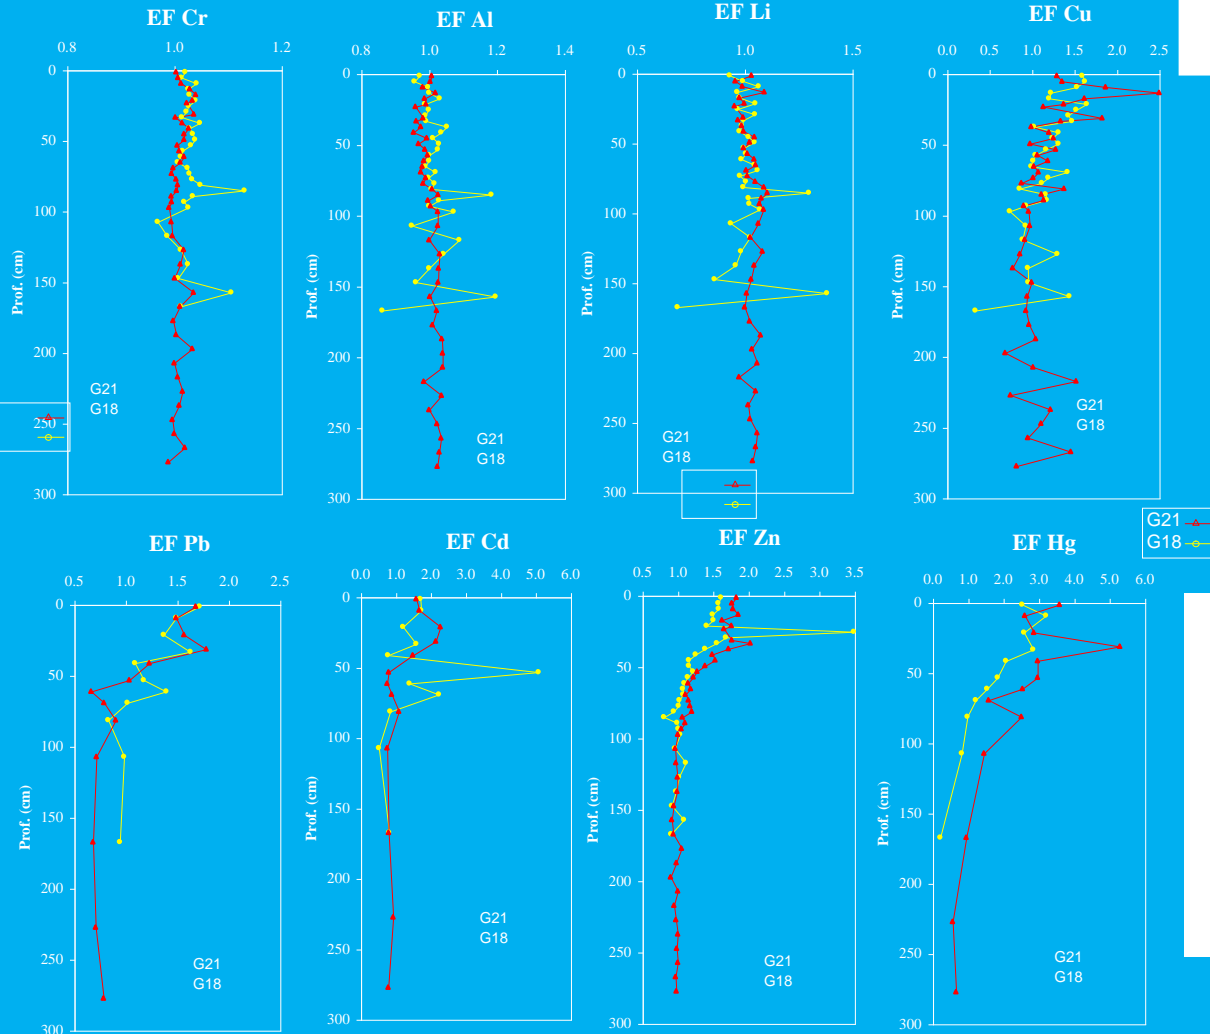 EF Cr
0.8 1.0 1.2
0
50
100
150
200
250
300
Prof. (cm)
G21
G18
EF Al
0.4 0.6 0.8 1.0 1.2 1.4
0
50
100
150
200
250
300
Prof. (cm)
G21
G18
EF Li
0.5 1.0 1.5
0
50
100
150
200
250
300
Prof. (cm)
G21
G18
EF Cu
0.0 0.5 1.0 1.5 2.0 2.5
0
50
100
150
200
250
300
Prof. (cm)
G21
G18
EF Pb
0.5 1.0 1.5 2.0 2.5
0
50
100
150
200
250
300
Prof. (cm)
G21
G18
EF Cd
0.0 1.0 2.0 3.0 4.0 5.0 6.0
0
50
100
150
200
250
300
Prof. (cm)
G21
G18
EF Zn
0.5 1.0 1.5 2.0 2.5 3.0 3.5
0
50
100
150
200
250
300
Prof. (cm)
G21
G18
EF Hg
0.0 1.0 2.0 3.0 4.0 5.0 6.0
0
50
100
150
200
250
300
Prof. (cm)
G21
G18
G21
G18